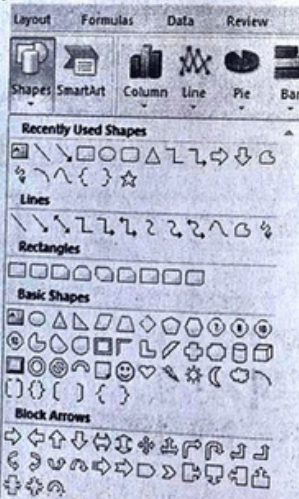 Layout Formulas Data Review
Shapes SmartArt Column Line Pie Bar
Recently Used Shapes
Lines
Rectangles
Basic Shapes
Block Arrows